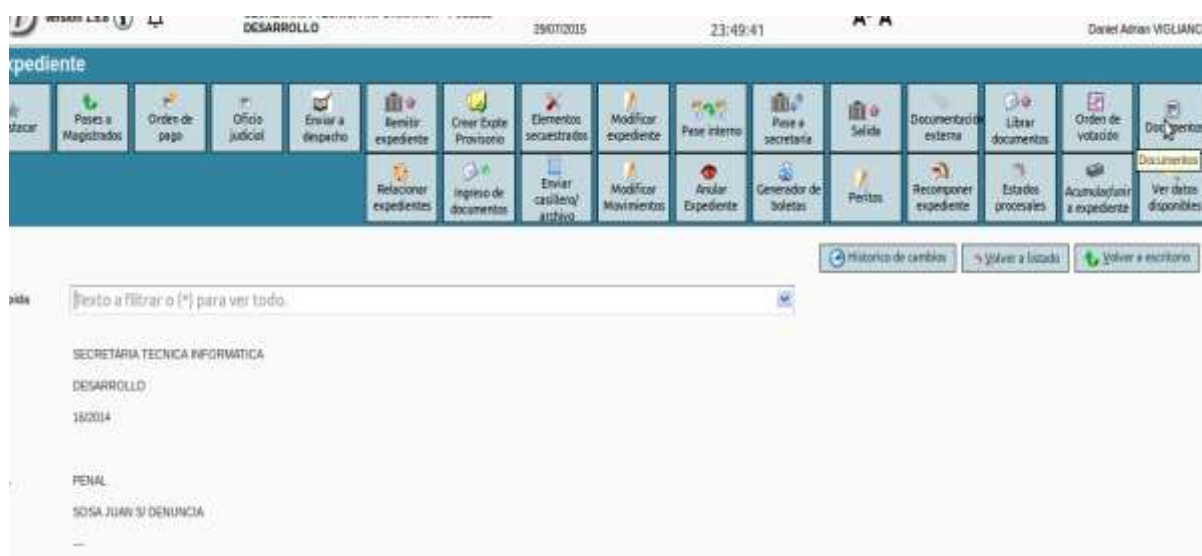 Version
DESARROLLO
29/07/2015
23:49:41
A- A
Daniel Adrian VIGLIANC
xpediente
stacar
Pases a Magistrados
Orden de pago
Oficio judicial
Enviar a despacho
Remitir expediente
Crear Expte Provisorio
Elementos secuestrados
Modificar expediente
Pase interno
Pase a secretaria
Salida
Documentación externa
Librar documentos
Orden de votación
Documentos
Relacionar expedientes
Ingreso de documentos
Enviar casillero/ archivo
Modificar Movimientos
Anular Expediente
Generador de boletas
Peritos
Recomponer expediente
Estados procesales
Acumular/unir a expediente
Ver datos disponibles
Historico de cambios
Volver a listado
Volver a escritorio
pida
Texto a filtrar o (*) para ver todo.
SECRETARIA TECNICA INFORMATICA
DESARROLLO
16/2014
PENAL
SOSA JUAN S/ DENUNCIA
---